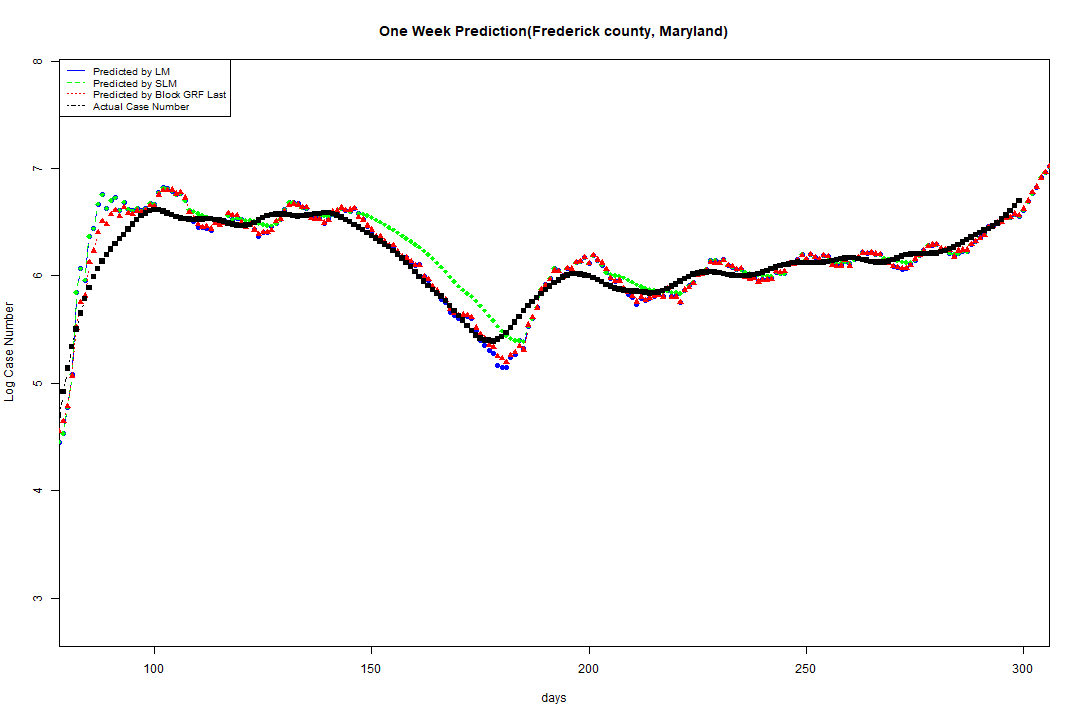 One Week Prediction(Frederick county, Maryland)
Predicted by LM
Predicted by SLM
Predicted by Block GRF Last
Actual Case Number
8
7
6
5
4
3
Log Case Number
100 150 200 250 300
days